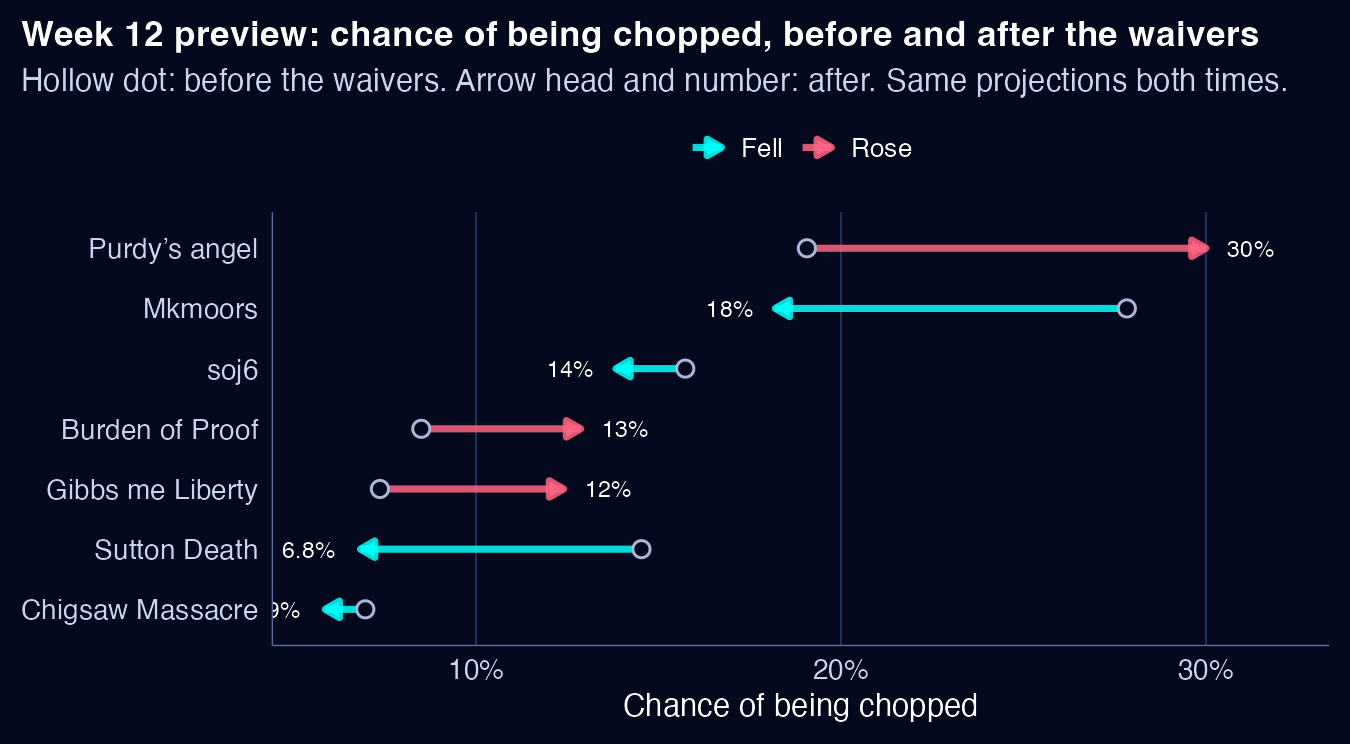 Week 12 preview: chance of being chopped, before and after the waivers
Hollow dot: before the waivers. Arrow head and number: after. Same projections both times.
Fell Rose
Purdy’s angel 30%
Mkmoors 18%
soj6 14%
Burden of Proof 13%
Gibbs me Liberty 12%
Sutton Death 6.8%
Chigsaw Massacre
10% 20% 30%
Chance of being chopped